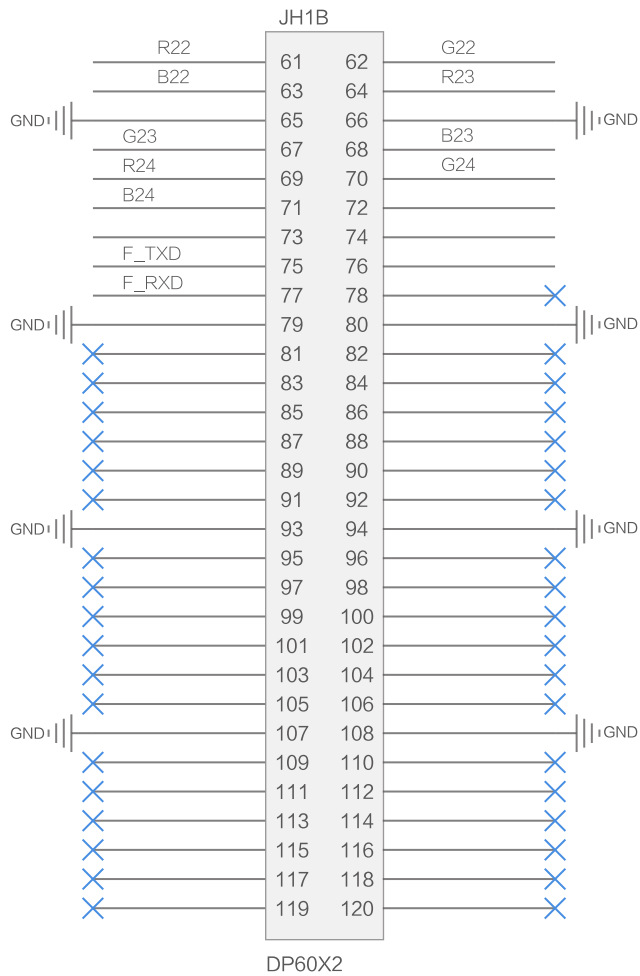 JH1B
R22 61 62 G22
B22 63 64 R23
GND 65 66 GND
G23 67 68 B23
R24 69 70 G24
B24 71 72
73 74
F_TXD 75 76
F_RXD 77 78
GND 79 80 GND
81 82
83 84
85 86
87 88
89 90
91 92
GND 93 94 GND
95 96
97 98
99 100
101 102
103 104
105 106
GND 107 108 GND
109 110
111 112
113 114
115 116
117 118
119 120
DP60X2